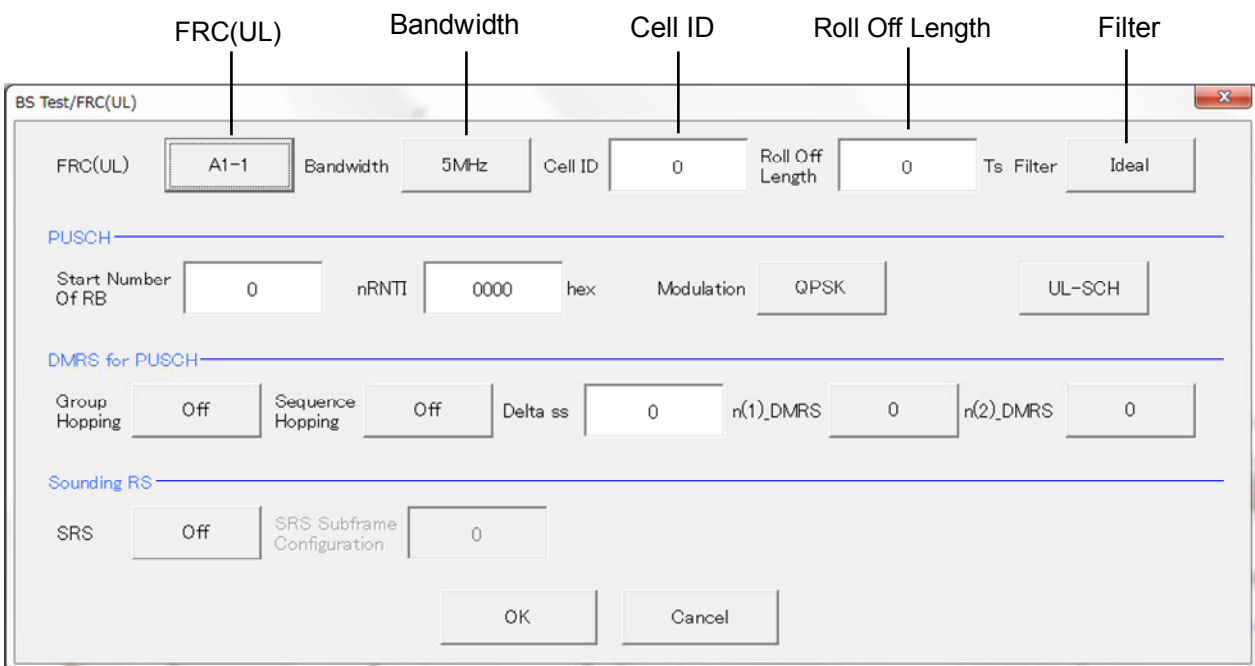 FRC(UL) Bandwidth Cell ID Roll Off Length Filter
BS Test/FRC(UL) x
FRC(UL) A1-1 Bandwidth 5MHz Cell ID 0 Roll Off Length 0 Ts Filter Ideal
PUSCH
Start Number Of RB 0 nRNTI 0000 hex Modulation QPSK UL-SCH
DMRS for PUSCH
Group Hopping Off Sequence Hopping Off Delta ss 0 n(1)_DMRS 0 n(2)_DMRS 0
Sounding RS
SRS Off SRS Subframe Configuration 0
OK Cancel